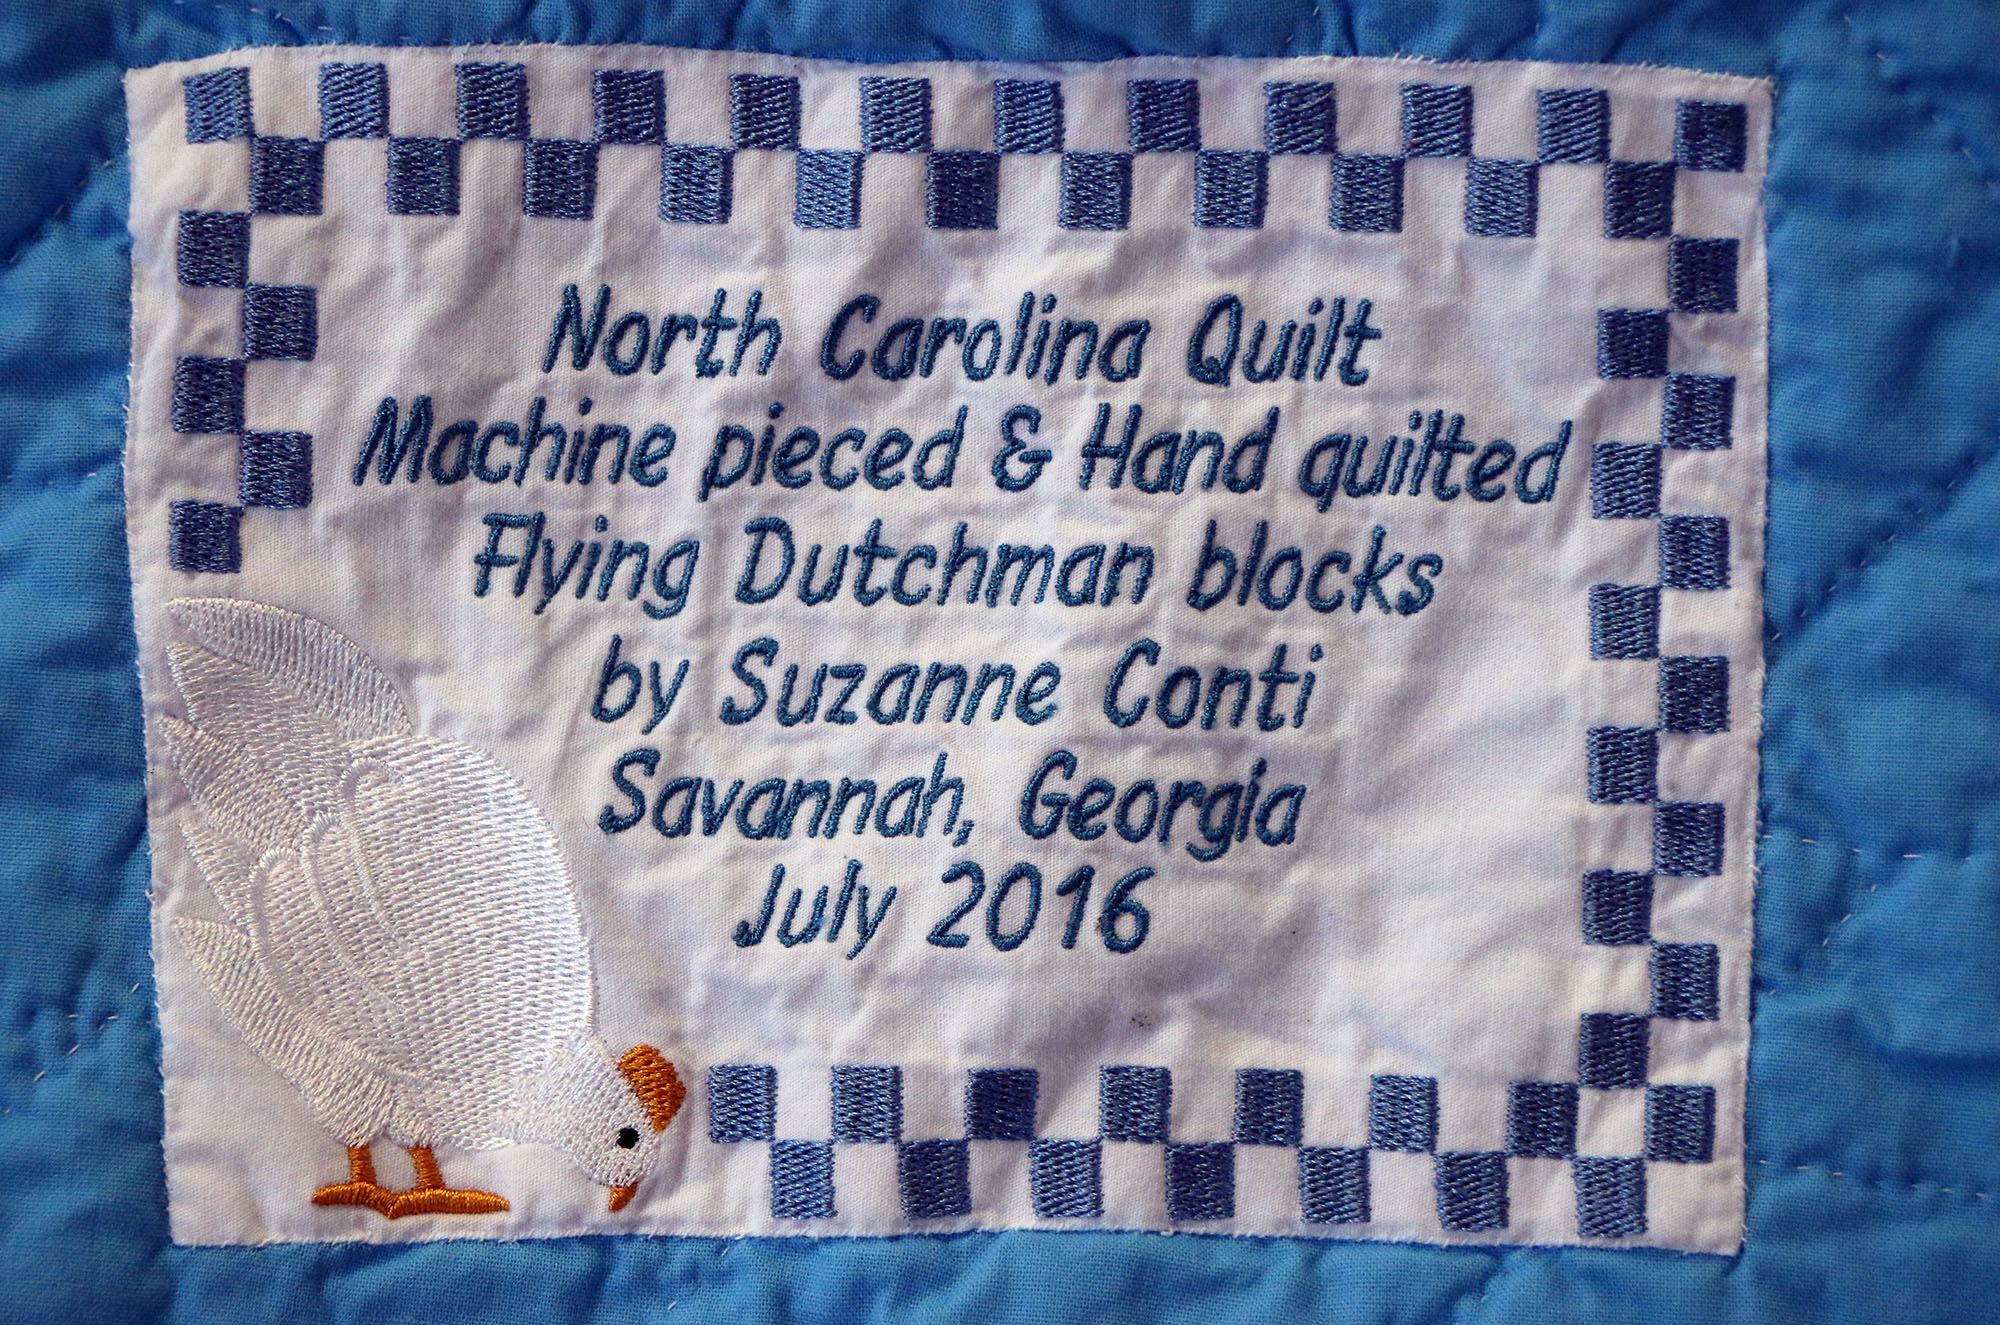 North Carolina Quilt
Machine pieced & Hand quilted
Flying Dutchman blocks
by Suzanne Conti
Savannah, Georgia
July 2016